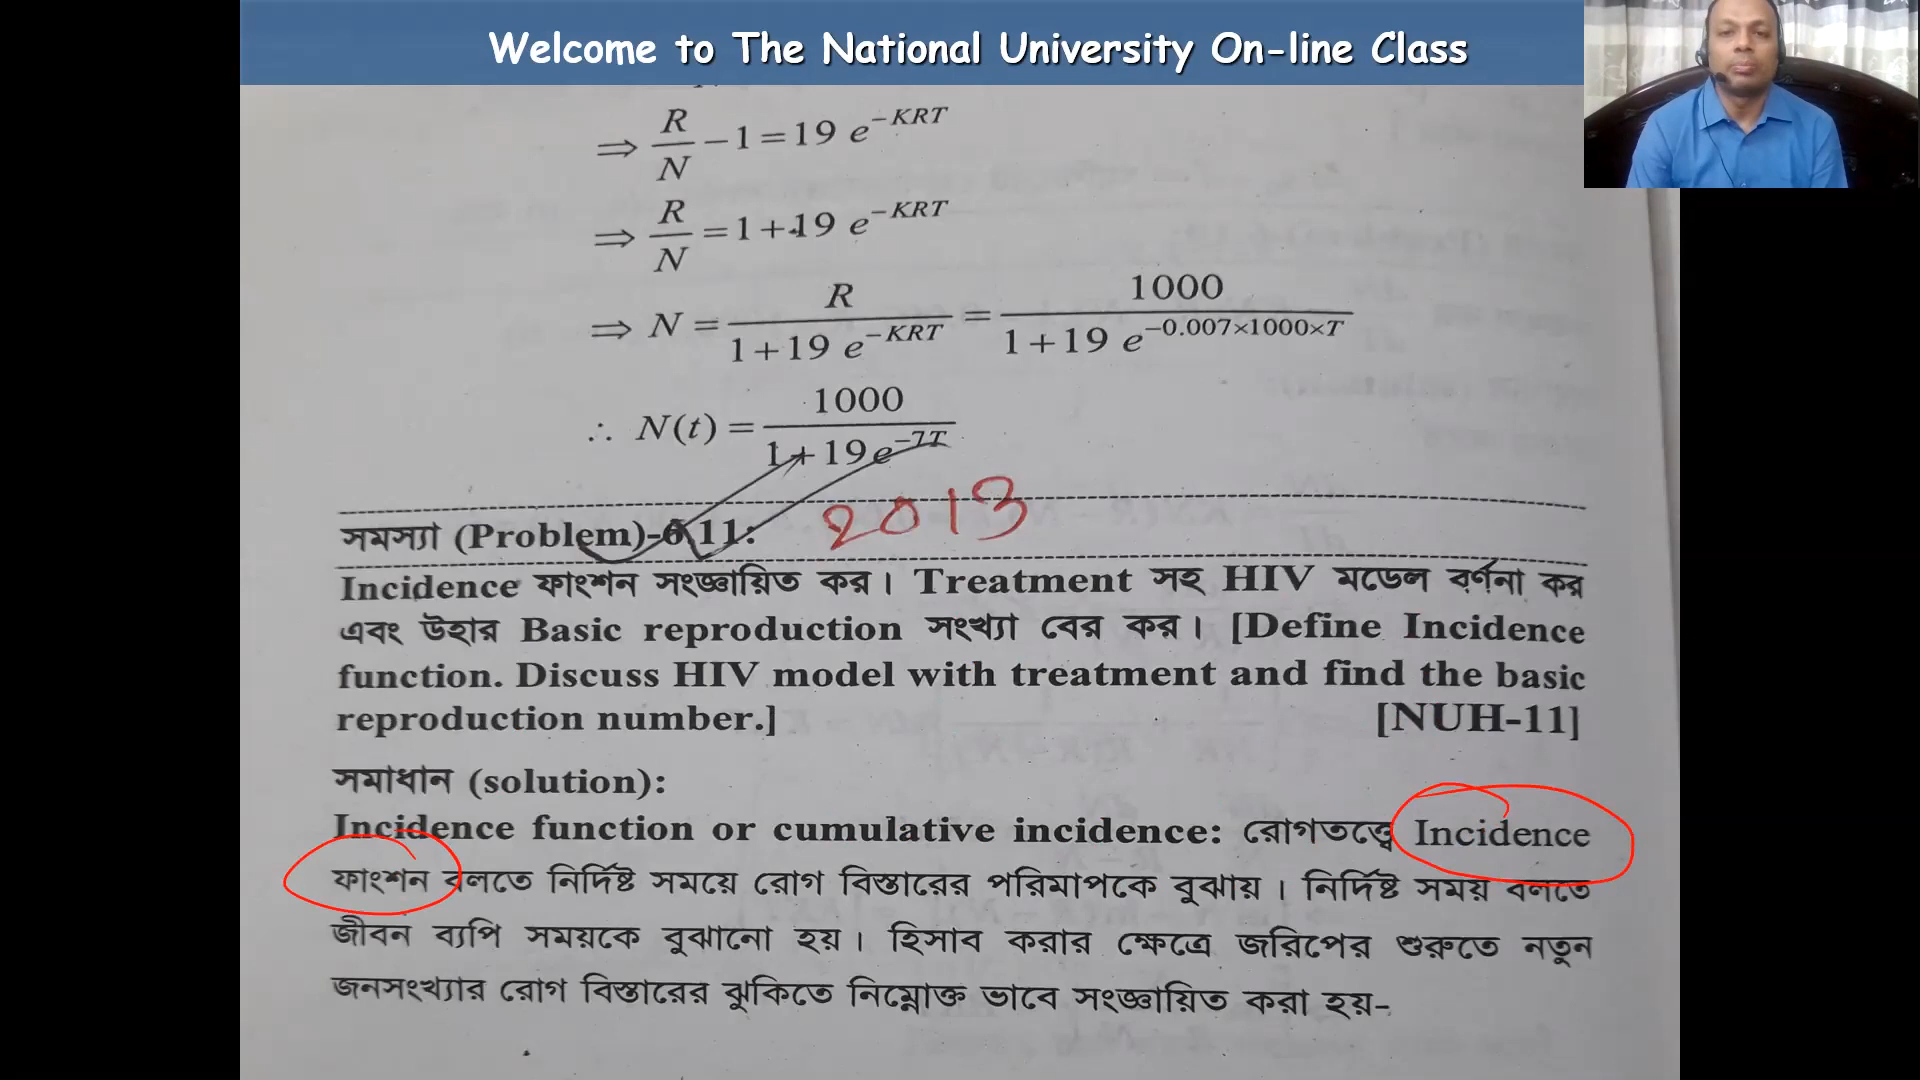 Welcome to The National University On-line Class
⇒ R/N − 1 = 19 e^{−KRT}
⇒ R/N = 1 + 19 e^{−KRT}
⇒ N = R/(1 + 19 e^{−KRT}) = 1000/(1 + 19 e^{−0.007×1000×T})
∴ N(t) = 1000/(1 + 19 e^{−7T})
2013
সমস্যা (Problem)-6.11:
Incidence ফাংশন সংজ্ঞায়িত কর। Treatment সহ HIV মডেল বর্ণনা কর
এবং উহার Basic reproduction সংখ্যা বের কর। [Define Incidence
function. Discuss HIV model with treatment and find the basic
reproduction number.] [NUH-11]
সমাধান (solution):
Incidence function or cumulative incidence: রোগতত্ত্বে Incidence
ফাংশন বলতে নির্দিষ্ট সময়ে রোগ বিস্তারের পরিমাপকে বুঝায়। নির্দিষ্ট সময় বলতে
জীবন ব্যপি সময়কে বুঝানো হয়। হিসাব করার ক্ষেত্রে জরিপের শুরুতে নতুন
জনসংখ্যার রোগ বিস্তারের ঝুকিতে নিম্নোক্ত ভাবে সংজ্ঞায়িত করা হয়-